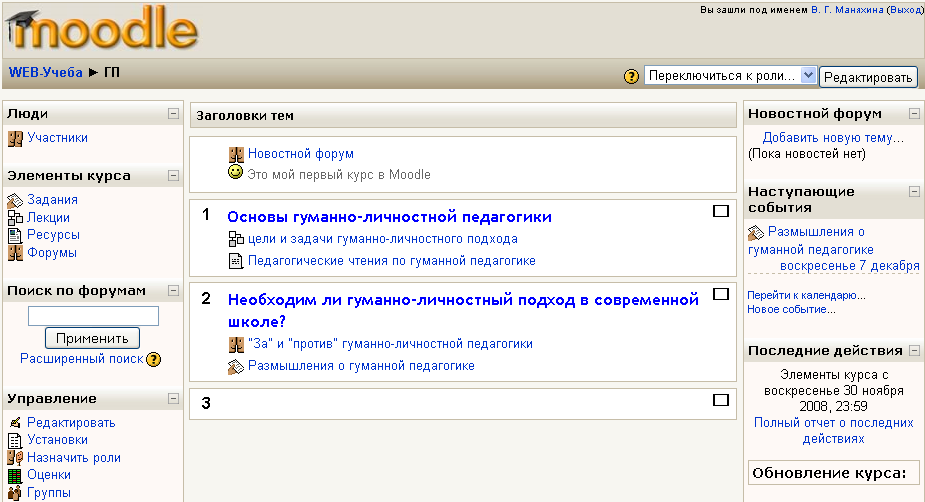 moodle
Вы зашли под именем В. Г. Маняхина (Выход)
WEB-Учеба ► ГП
Переключиться к роли...
Редактировать
Люди
Участники
Элементы курса
Задания
Лекции
Ресурсы
Форумы
Поиск по форумам
Применить
Расширенный поиск
Управление
Редактировать
Установки
Назначить роли
Оценки
Группы
Заголовки тем
Новостной форум
Это мой первый курс в Moodle
1
Основы гуманно-личностной педагогики
цели и задачи гуманно-личностного подхода
Педагогические чтения по гуманной педагогике
2
Необходим ли гуманно-личностный подход в современной
школе?
"За" и "против" гуманно-личностной педагогики
Размышления о гуманной педагогике
3
Новостной форум
Добавить новую тему...
(Пока новостей нет)
Наступающие
события
Размышления о
гуманной педагогике
воскресенье 7 декабря
Перейти к календарю...
Новое событие...
Последние действия
Элементы курса с
воскресенье 30 ноября
2008, 23:59
Полный отчет о последних
действиях
Обновление курса: